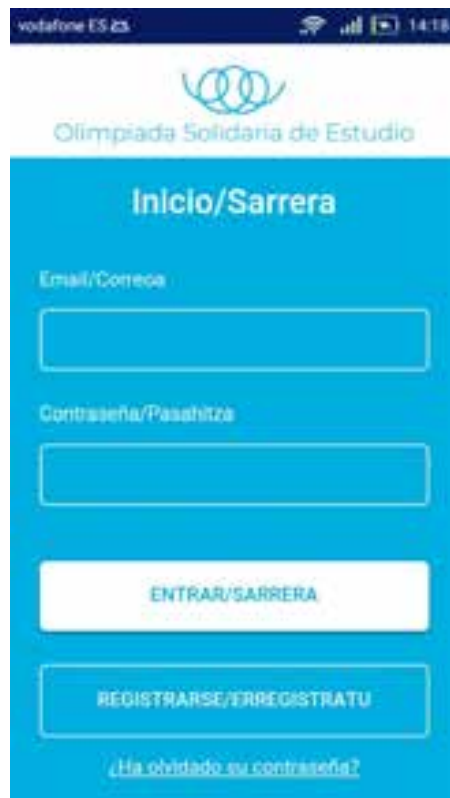 vodafone ES 14:18
Olimpiada Solidaria de Estudio
Inicio/Sarrera
Email/Correoa
Contraseña/Pasahitza
ENTRAR/SARRERA
REGISTRARSE/ERREGISTRATU
¿Ha olvidado su contraseña?